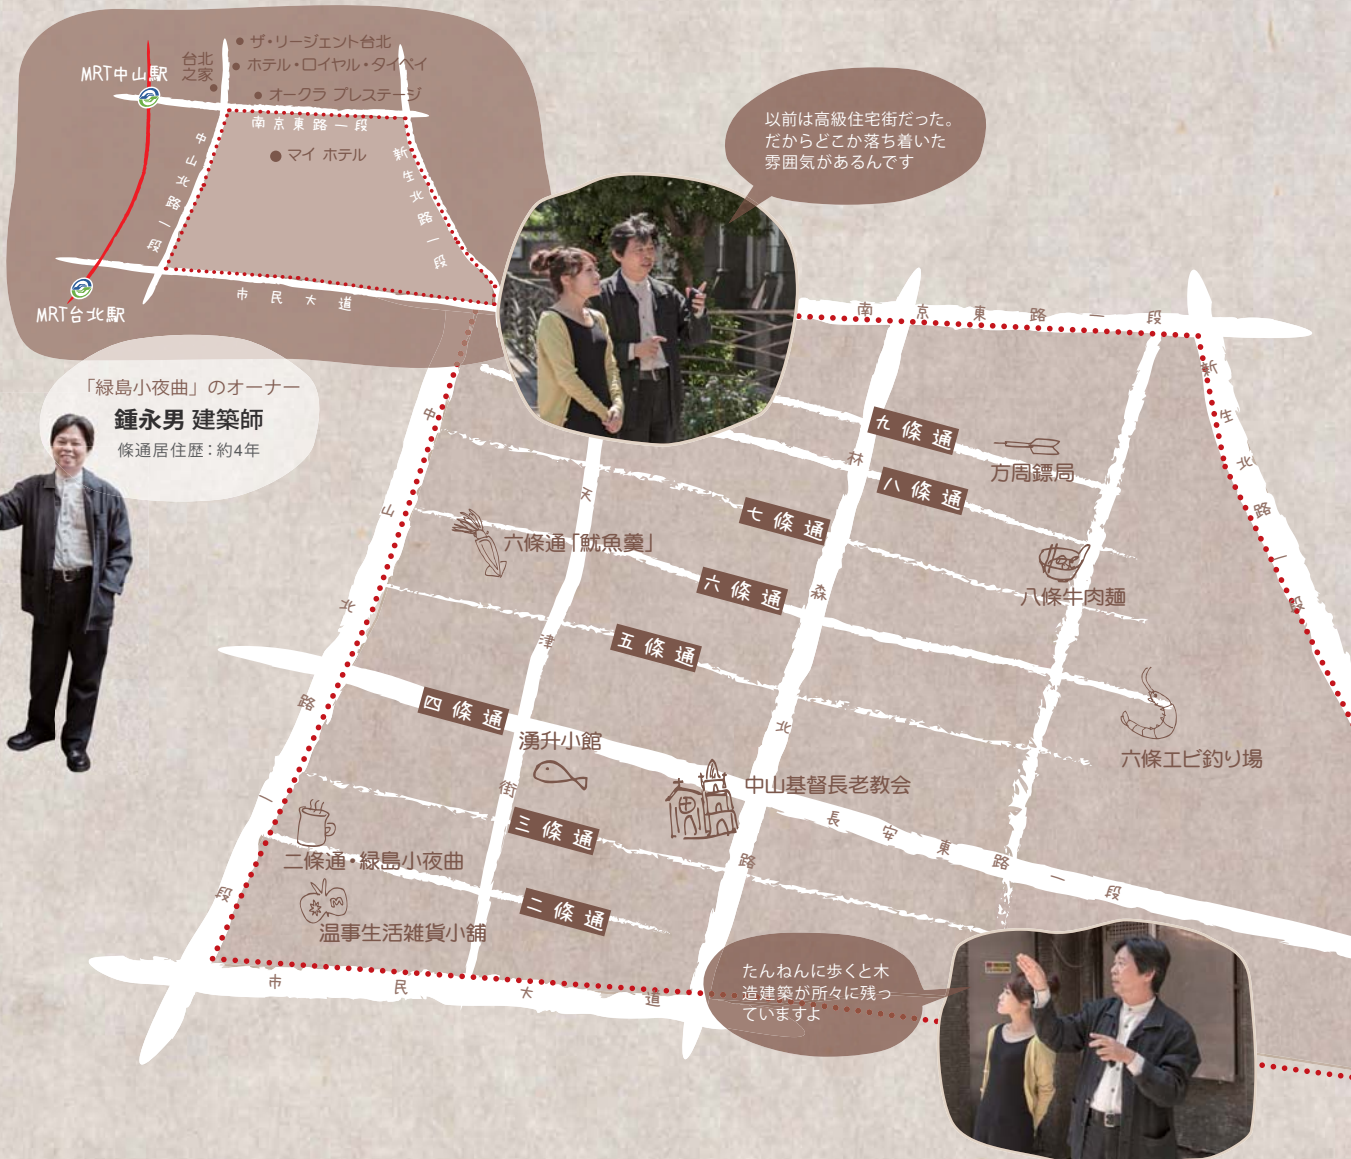 MRT中山駅
台北
之家
ザ・リージェント台北
ホテル・ロイヤル・タイペイ
オークラ プレステージ
南京東路一段
マイ ホテル
中山北路一段
新生北路一段
市民大道
MRT台北駅
以前は高級住宅街だった。
だからどこか落ち着いた
雰囲気があるんです
「緑島小夜曲」のオーナー
鍾永男 建築師
條通居住歴：約4年
南京東路一段
新生北路一段
中山北路一段
天津街
林森北路
九條通
方周鏢局
八條通
七條通
六條通「魷魚羹」
六條通
八條牛肉麺
五條通
四條通
湧升小館
六條エビ釣り場
中山基督長老教会
三條通
長安東路一段
二條通・緑島小夜曲
二條通
温事生活雑貨小舗
市民大道
たんねんに歩くと木
造建築が所々に残っ
ていますよ